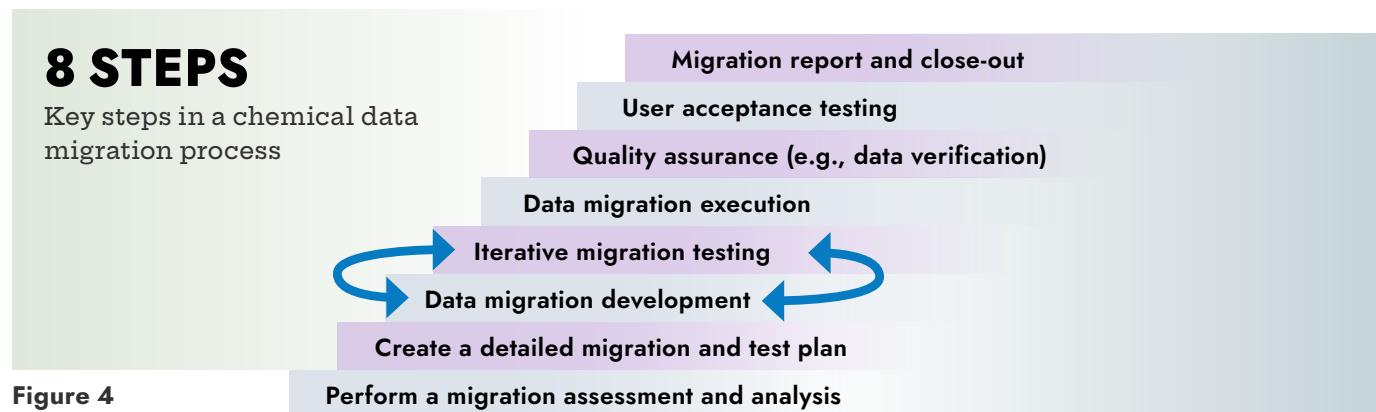 8 STEPS
Key steps in a chemical data
migration process
Migration report and close-out
User acceptance testing
Quality assurance (e.g., data verification)
Data migration execution
Iterative migration testing
Data migration development
Create a detailed migration and test plan
Perform a migration assessment and analysis
Figure 4